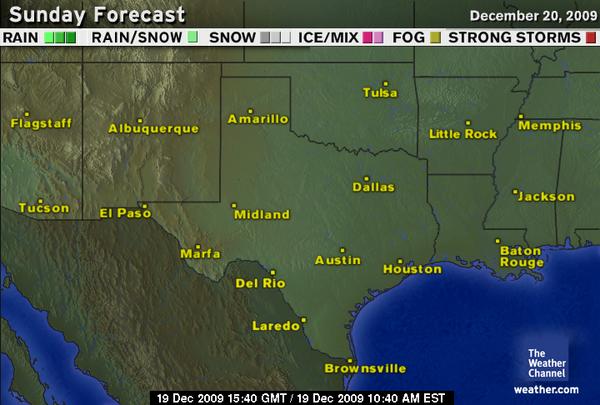 Sunday Forecast
December 20, 2009
RAIN RAIN/SNOW SNOW ICE/MIX FOG STRONG STORMS
Tulsa
Flagstaff
Albuquerque
Amarillo
Little Rock
Memphis
Dallas
Jackson
Tucson
El Paso
Midland
Marfa
Austin
Houston
Baton
Rouge
Del Rio
Laredo
Brownsville
The
Weather
Channel
weather.com
19 Dec 2009 15:40 GMT / 19 Dec 2009 10:40 AM EST